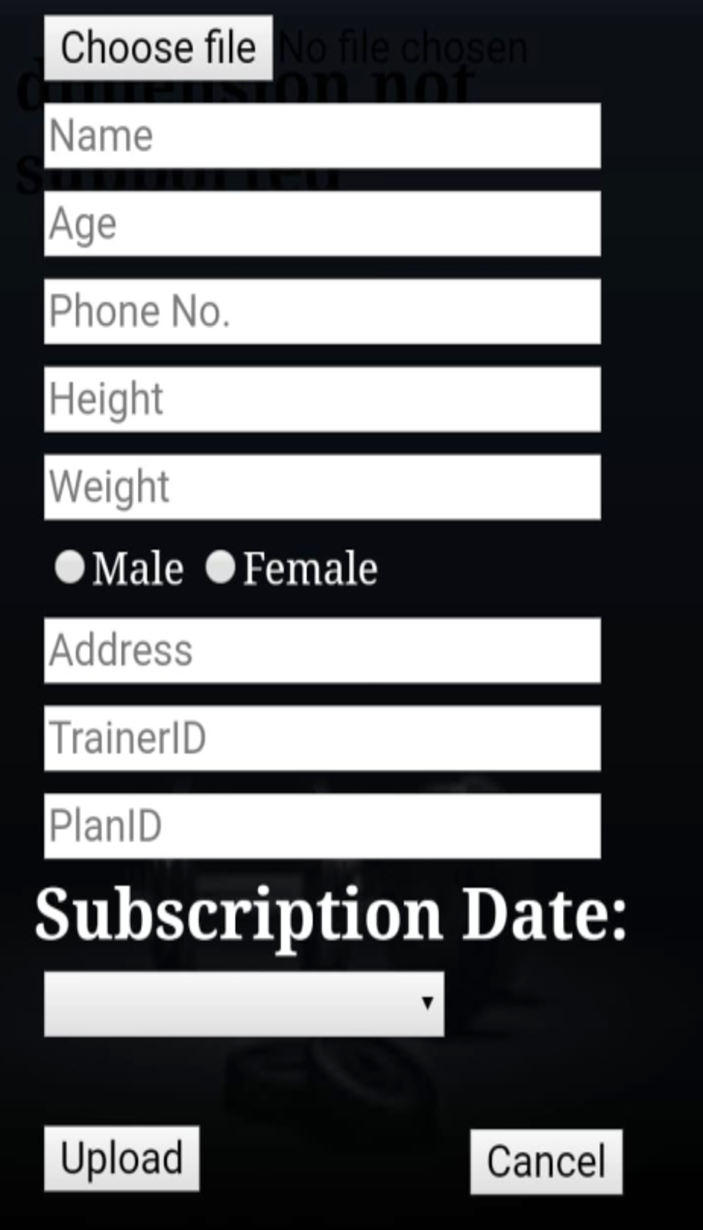 Choose file No file chosen
dimension not
Name
supported
Age
Phone No.
Height
Weight
Male Female
Address
TrainerID
PlanID
Subscription Date:
Upload Cancel